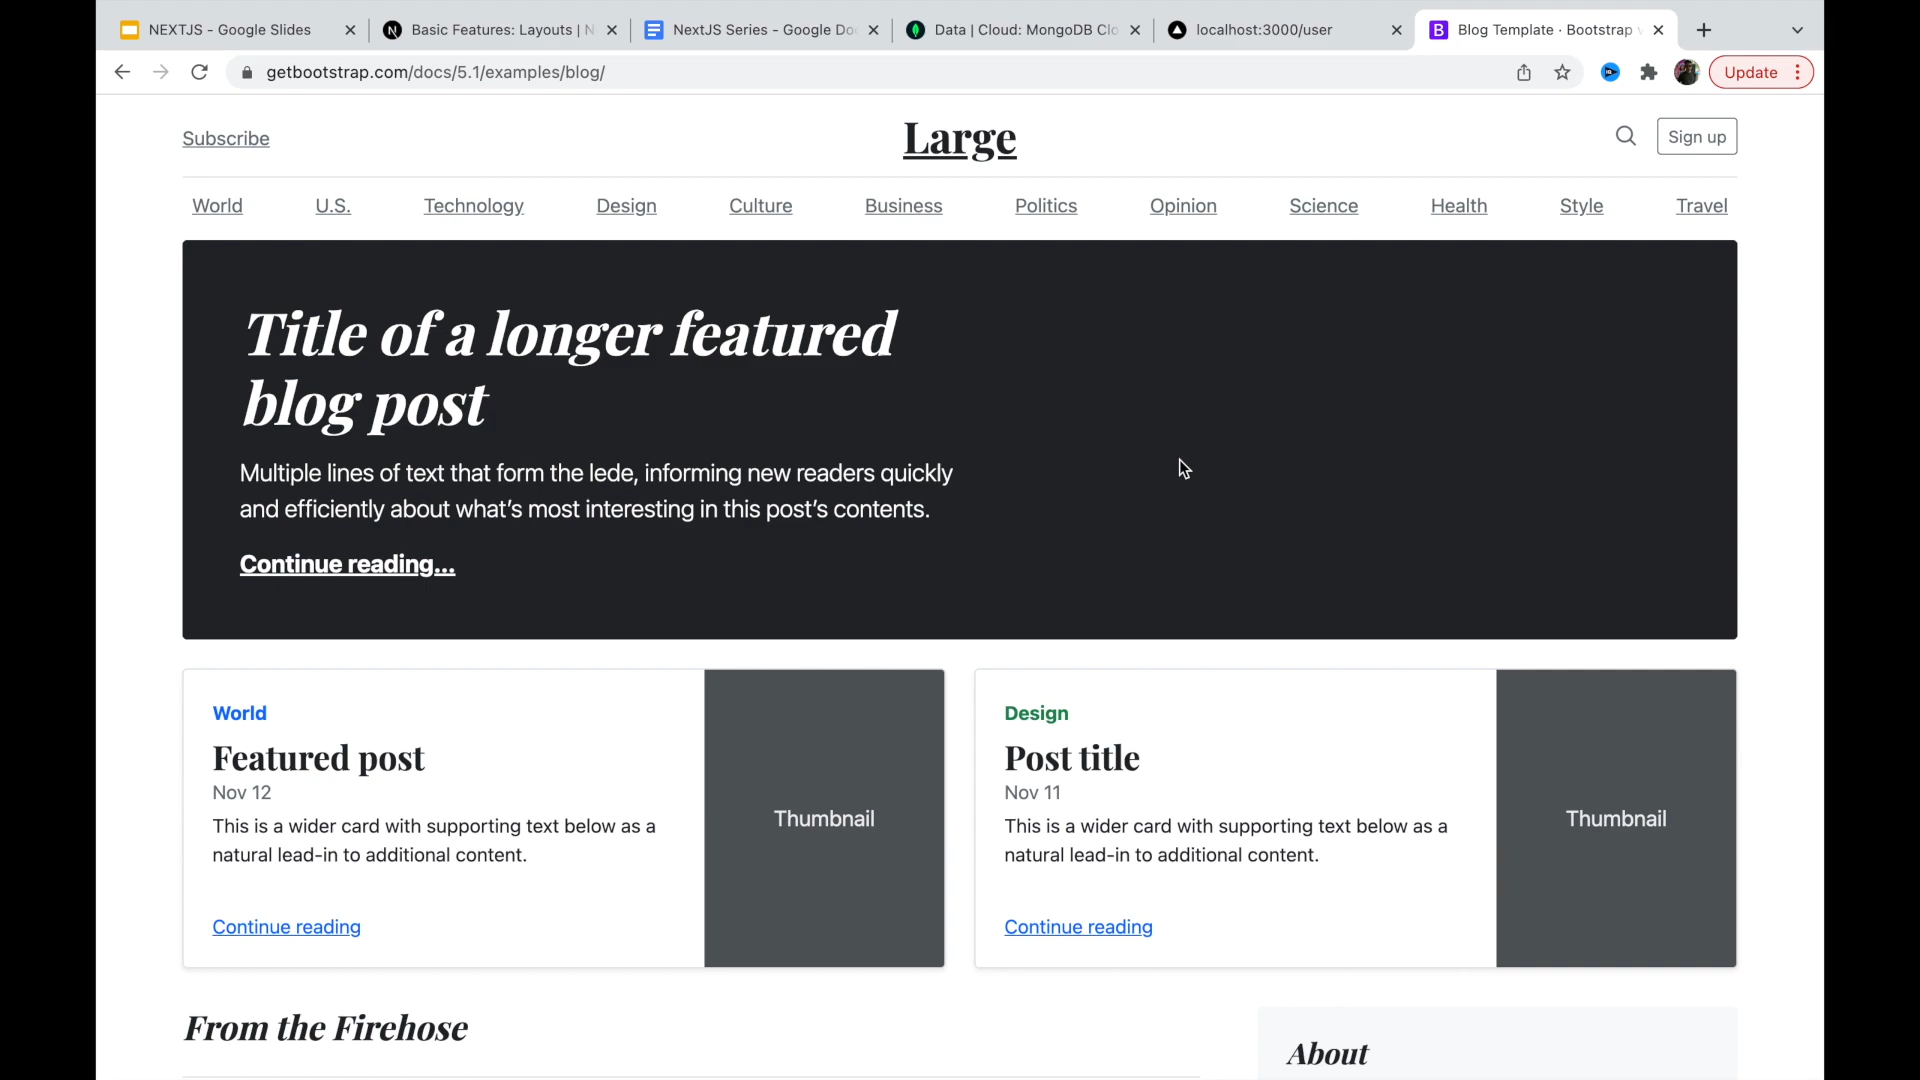 NEXTJS - Google Slides
Basic Features: Layouts | N
NextJS Series - Google Do
Data | Cloud: MongoDB Clo
localhost:3000/user
Blog Template · Bootstrap v
getbootstrap.com/docs/5.1/examples/blog/
Update
Subscribe
Large
Sign up
World U.S. Technology Design Culture Business Politics Opinion Science Health Style Travel
Title of a longer featured
blog post
Multiple lines of text that form the lede, informing new readers quickly
and efficiently about what’s most interesting in this post’s contents.
Continue reading...
World
Featured post
Nov 12
This is a wider card with supporting text below as a
natural lead-in to additional content.
Continue reading
Thumbnail
Design
Post title
Nov 11
This is a wider card with supporting text below as a
natural lead-in to additional content.
Continue reading
Thumbnail
From the Firehose
About